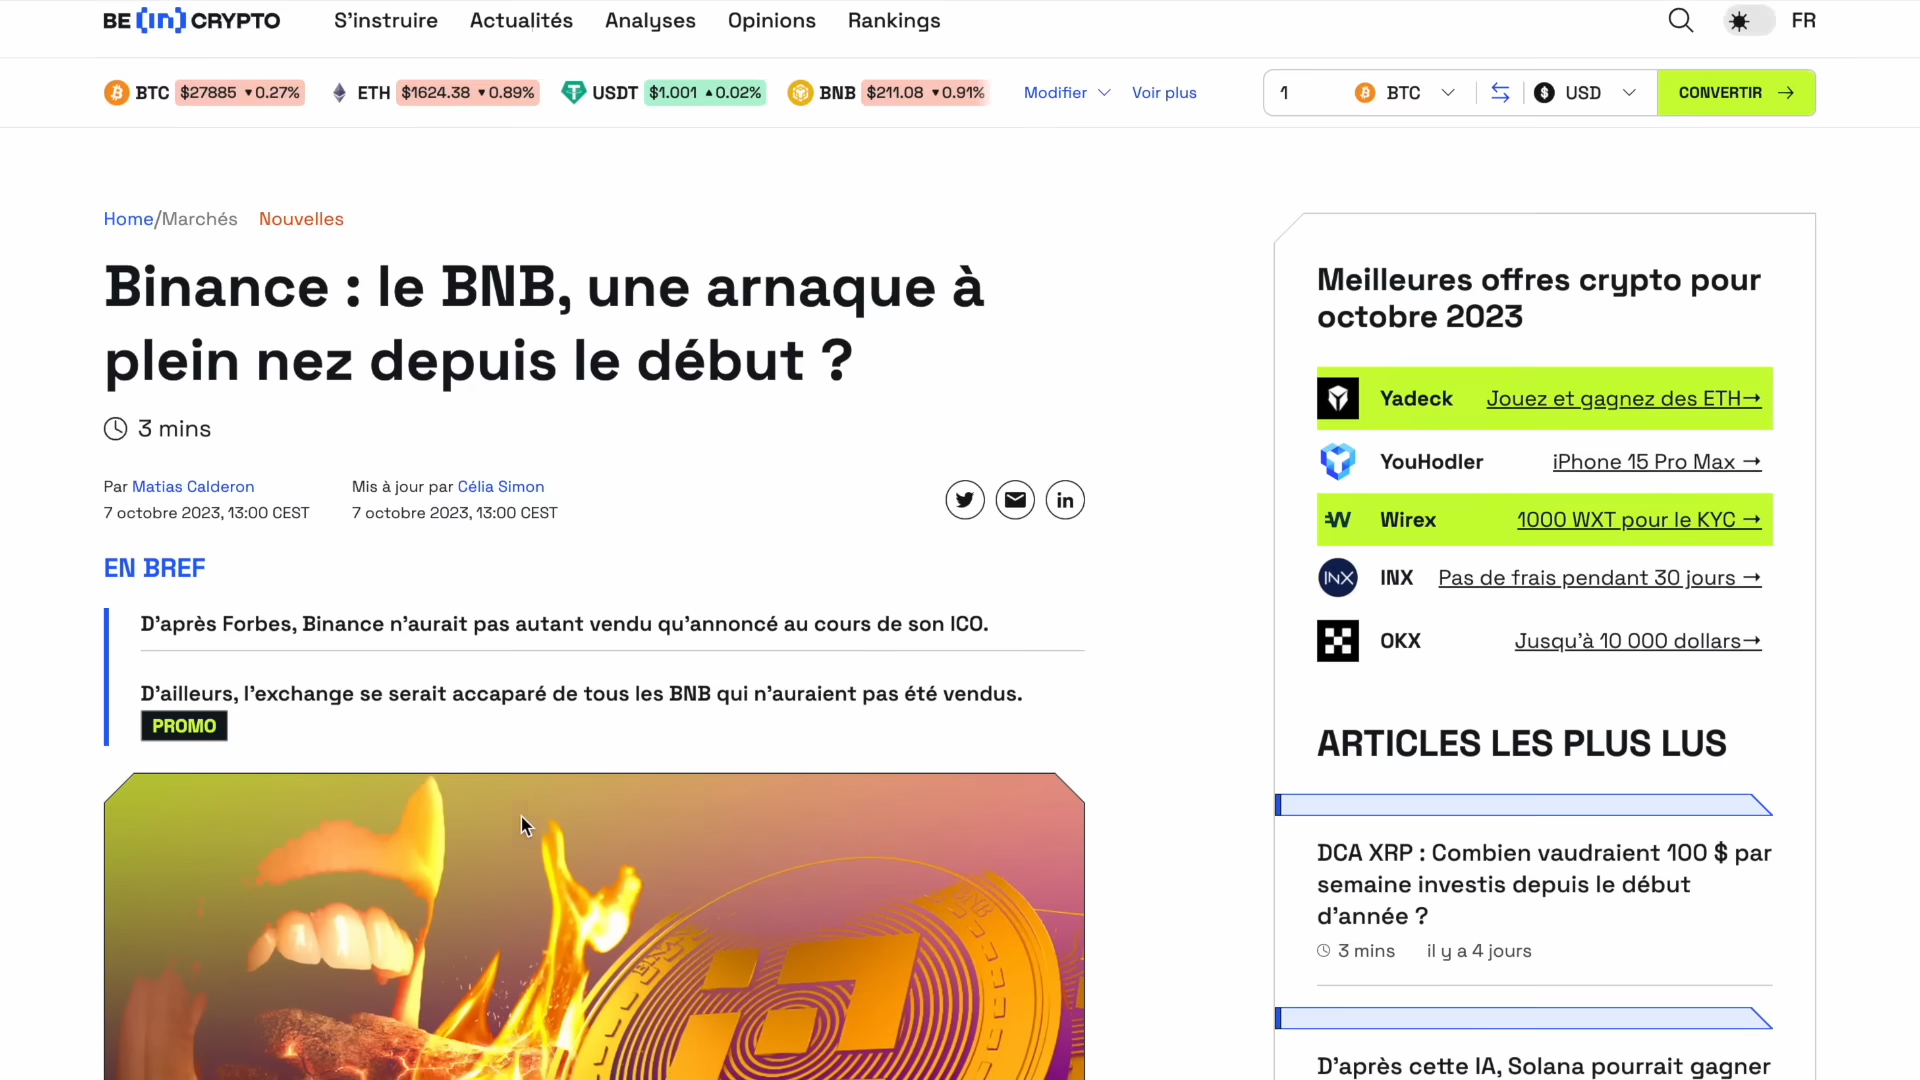 BE [in] CRYPTO
S'instruire
Actualités
Analyses
Opinions
Rankings
FR
BTC $27885 ▼0.27%
ETH $1624.38 ▼0.89%
USDT $1.001 ▲0.02%
BNB $211.08 ▼0.91%
Modifier
Voir plus
1
BTC
USD
CONVERTIR →
Home/Marchés Nouvelles
Binance : le BNB, une arnaque à
plein nez depuis le début ?
3 mins
Par Matias Calderon
7 octobre 2023, 13:00 CEST
Mis à jour par Célia Simon
7 octobre 2023, 13:00 CEST
EN BREF
D’après Forbes, Binance n’aurait pas autant vendu qu’annoncé au cours de son ICO.
D’ailleurs, l’exchange se serait accaparé de tous les BNB qui n’auraient pas été vendus.
PROMO
Meilleures offres crypto pour
octobre 2023
Yadeck Jouez et gagnez des ETH→
YouHodler iPhone 15 Pro Max →
Wirex 1000 WXT pour le KYC →
INX INX Pas de frais pendant 30 jours →
OKX Jusqu’à 10 000 dollars→
ARTICLES LES PLUS LUS
DCA XRP : Combien vaudraient 100 $ par
semaine investis depuis le début
d’année ?
3 mins il y a 4 jours
D’après cette IA, Solana pourrait gagner